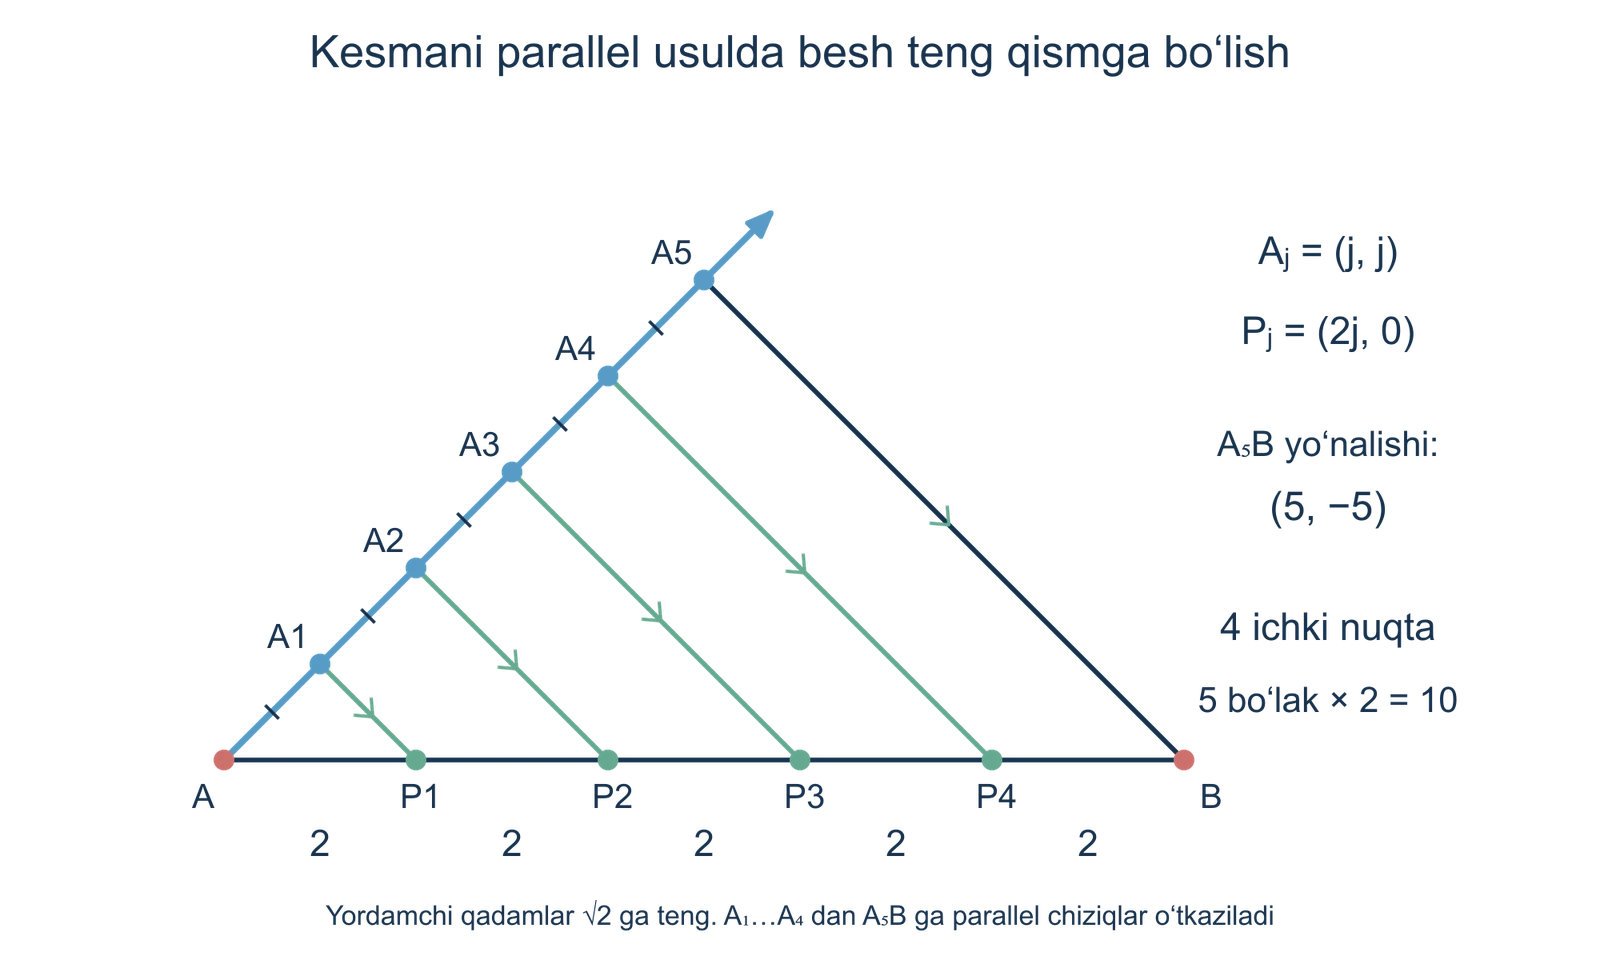 Kesmani parallel usulda besh teng qismga bo‘lish
A5
Aⱼ = (j, j)
A4
Pⱼ = (2j, 0)
A3
A₅B yo‘nalishi:
(5, −5)
A2
A1
4 ichki nuqta
5 bo‘lak × 2 = 10
A P1 P2 P3 P4 B
2 2 2 2 2
Yordamchi qadamlar √2 ga teng. A₁…A₄ dan A₅B ga parallel chiziqlar o‘tkaziladi